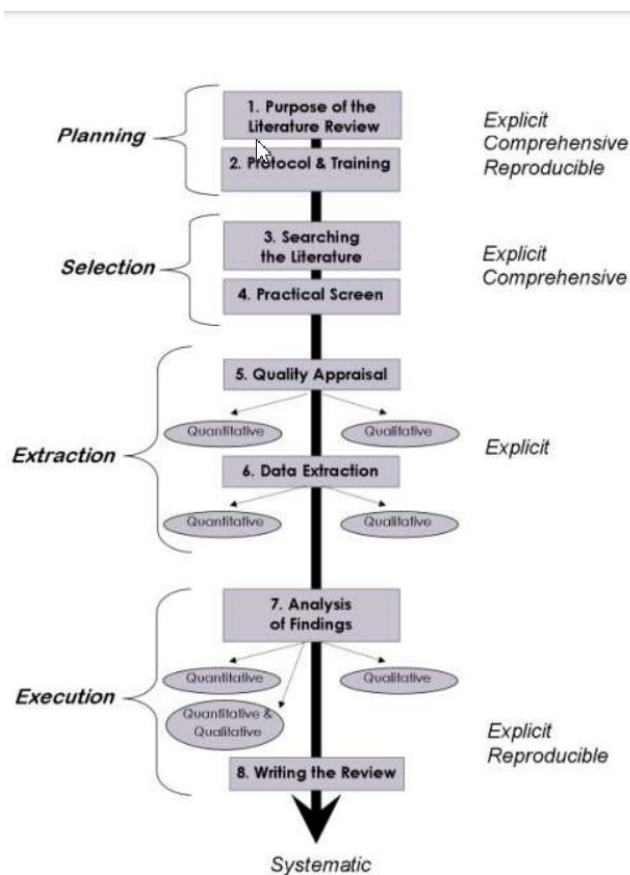 Planning
1. Purpose of the
Literature Review
2. Protocol & Training
Explicit
Comprehensive
Reproducible
Selection
3. Searching
the Literature
4. Practical Screen
Explicit
Comprehensive
Extraction
5. Quality Appraisal
Quantitative
Qualitative
6. Data Extraction
Quantitative
Qualitative
Explicit
Execution
7. Analysis
of Findings
Quantitative
Qualitative
Quantitative &
Qualitative
8. Writing the Review
Explicit
Reproducible
Systematic